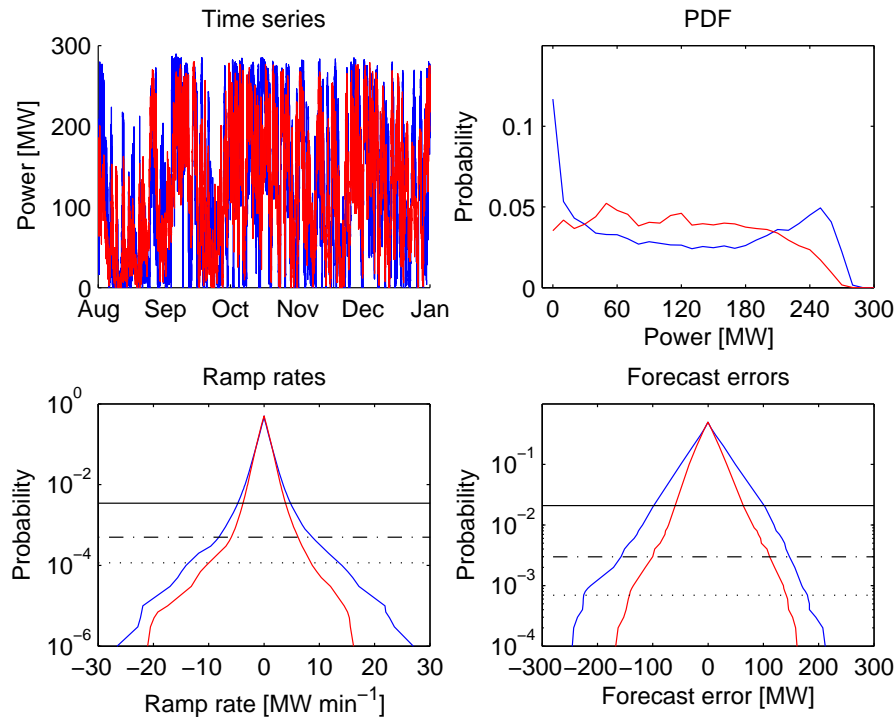 Time series
300
200
100
0
Power [MW]
Aug Sep Oct Nov Dec Jan
PDF
0.1
0.05
0
Probability
0 60 120 180 240 300
Power [MW]
Ramp rates
10^0
10^−2
10^−4
10^−6
Probability
−30 −20 −10 0 10 20 30
Ramp rate [MW min^−1]
Forecast errors
10^−1
10^−2
10^−3
10^−4
Probability
−300 −200 −100 0 100 200 300
Forecast error [MW]